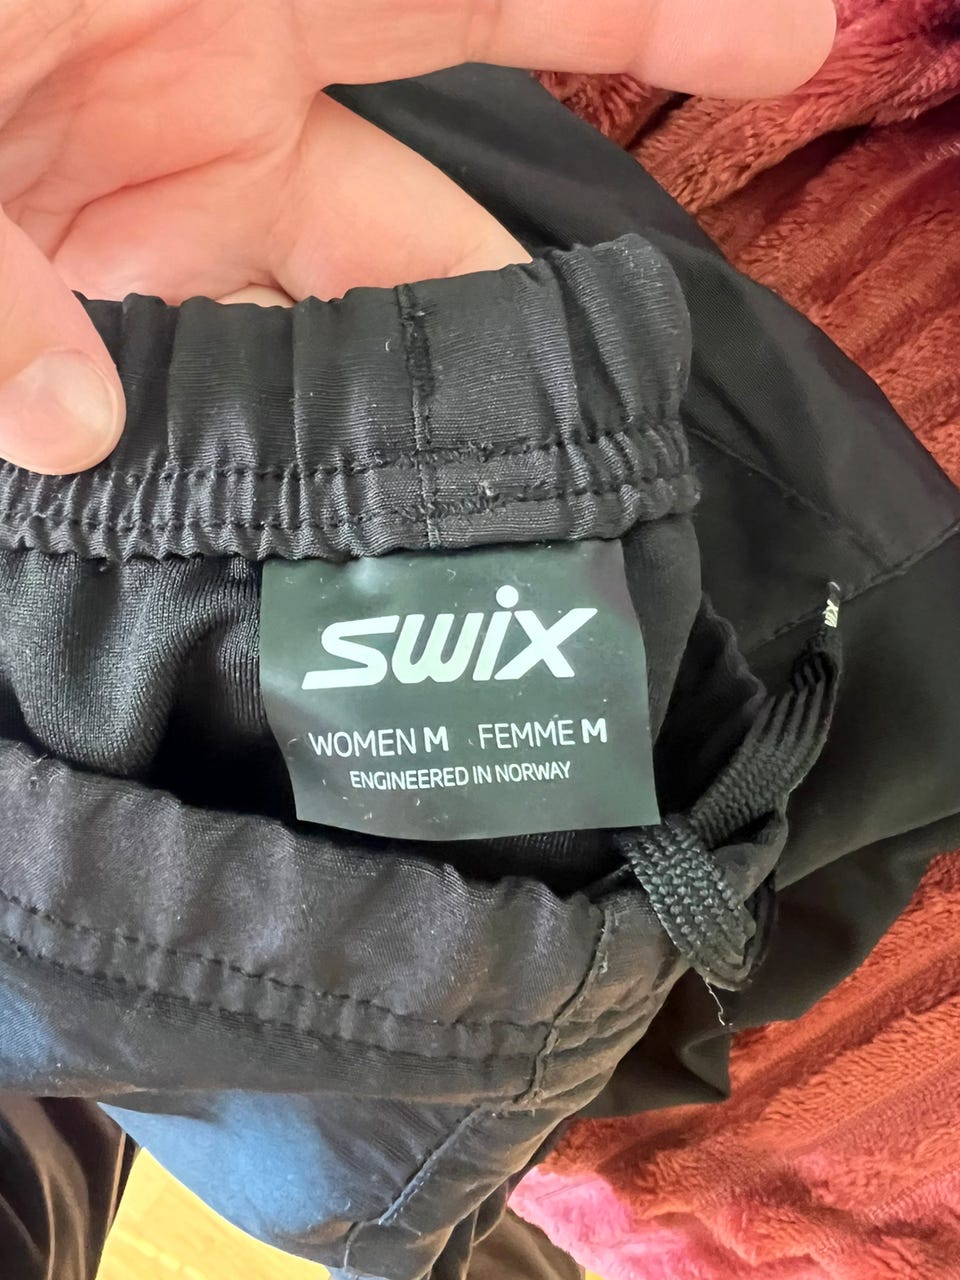 swix
WOMEN M FEMME M
ENGINEERED IN NORWAY